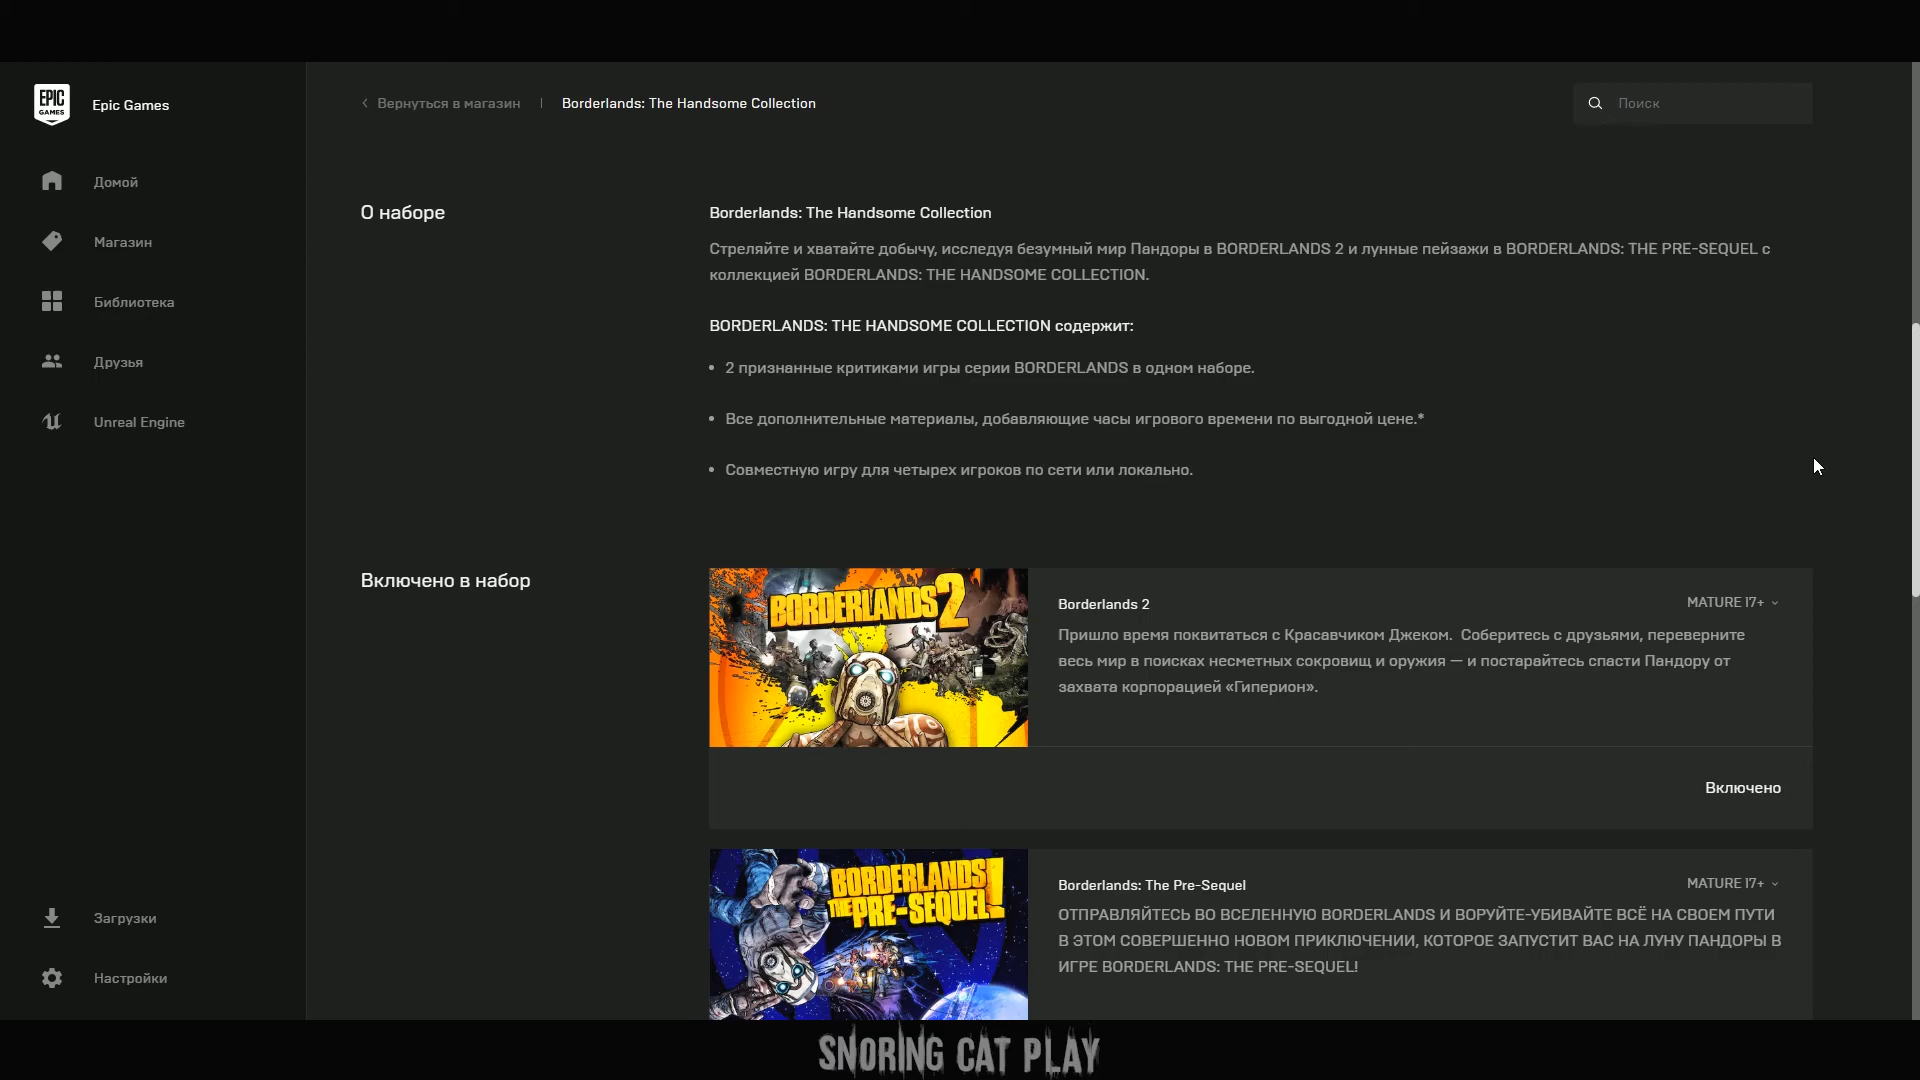 EPIC
GAMES
Epic Games
Вернуться в магазин
Borderlands: The Handsome Collection
Поиск
Домой
Магазин
Библиотека
Друзья
Unreal Engine
Загрузки
Настройки
О наборе
Borderlands: The Handsome Collection
Стреляйте и хватайте добычу, исследуя безумный мир Пандоры в BORDERLANDS 2 и лунные пейзажи в BORDERLANDS: THE PRE-SEQUEL с
коллекцией BORDERLANDS: THE HANDSOME COLLECTION.
BORDERLANDS: THE HANDSOME COLLECTION содержит:
• 2 признанные критиками игры серии BORDERLANDS в одном наборе.
• Все дополнительные материалы, добавляющие часы игрового времени по выгодной цене.*
• Совместную игру для четырех игроков по сети или локально.
Включено в набор
BORDERLANDS 2
Borderlands 2
MATURE 17+
Пришло время поквитаться с Красавчиком Джеком.  Соберитесь с друзьями, переверните
весь мир в поисках несметных сокровищ и оружия — и постарайтесь спасти Пандору от
захвата корпорацией «Гиперион».
Включено
BORDERLANDS
THE PRE-SEQUEL!
Borderlands: The Pre-Sequel
MATURE 17+
ОТПРАВЛЯЙТЕСЬ ВО ВСЕЛЕННУЮ BORDERLANDS И ВОРУЙТЕ-УБИВАЙТЕ ВСЁ НА СВОЕМ ПУТИ
В ЭТОМ СОВЕРШЕННО НОВОМ ПРИКЛЮЧЕНИИ, КОТОРОЕ ЗАПУСТИТ ВАС НА ЛУНУ ПАНДОРЫ В
ИГРЕ BORDERLANDS: THE PRE-SEQUEL!
SNORING CAT PLAY